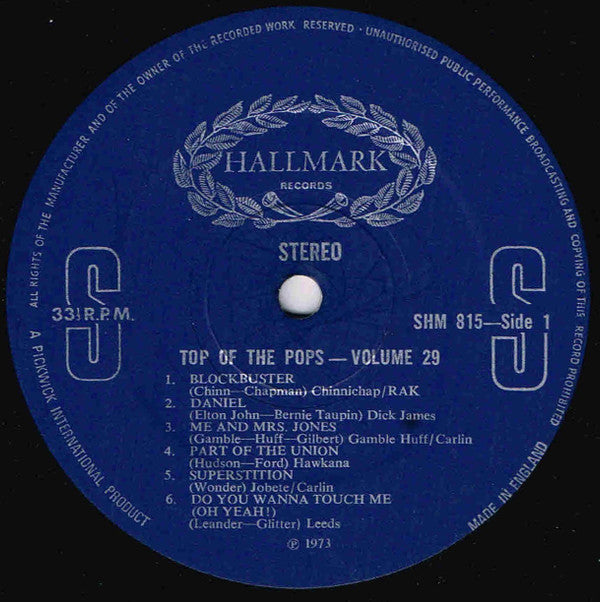 ALL RIGHTS OF THE MANUFACTURER AND OF THE OWNER OF THE RECORDED WORK RESERVED · UNAUTHORISED PUBLIC PERFORMANCE BROADCASTING AND COPYING OF THIS RECORD PROHIBITED
HALLMARK
RECORDS
STEREO
S
33⅓ R.P.M.
S
SHM 815—Side 1
TOP OF THE POPS—VOLUME 29
1. BLOCKBUSTER
(Chinn—Chapman) Chinnichap/RAK
2. DANIEL
(Elton John—Bernie Taupin) Dick James
3. ME AND MRS. JONES
(Gamble—Huff—Gilbert) Gamble Huff/Carlin
4. PART OF THE UNION
(Hudson—Ford) Hawkana
5. SUPERSTITION
(Wonder) Jobete/Carlin
6. DO YOU WANNA TOUCH ME
(OH YEAH!)
(Leander—Glitter) Leeds
℗ 1973
A PICKWICK INTERNATIONAL PRODUCT
MADE IN ENGLAND